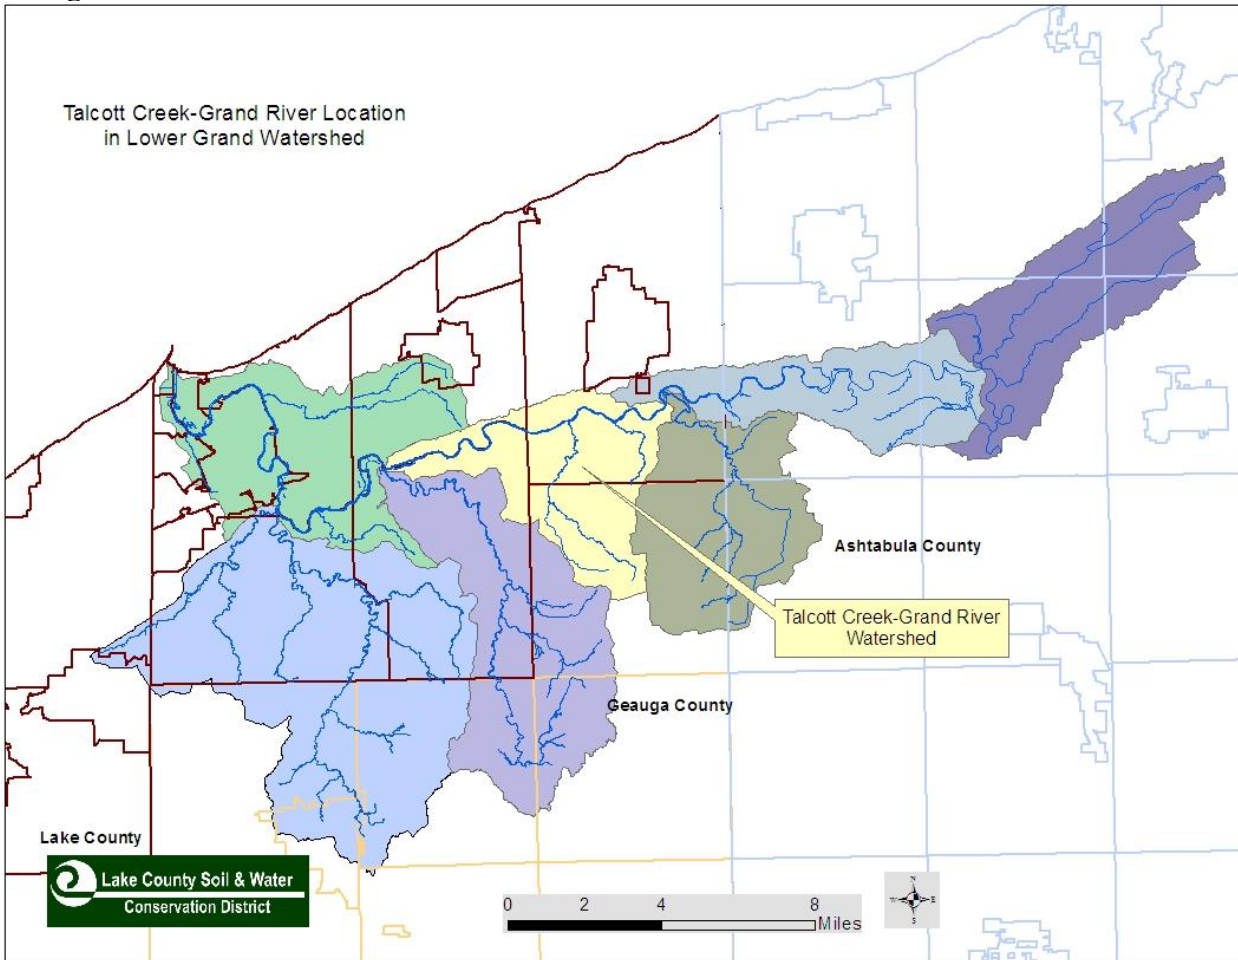 Talcott Creek-Grand River Location
in Lower Grand Watershed
Ashtabula County
Talcott Creek-Grand River
Watershed
Geauga County
Lake County
Lake County Soil & Water
Conservation District
0 2 4 8
Miles
N
W E
S